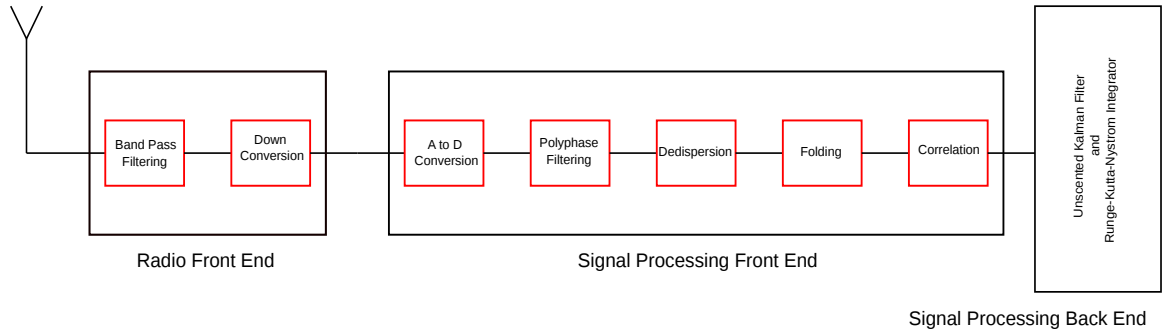 Band Pass
Filtering
Down
Conversion
A to D
Conversion
Polyphase
Filtering
Dedispersion
Folding
Correlation
Unscented Kalman Filter
and
Runge-Kutta-Nystrom Integrator
Radio Front End
Signal Processing Front End
Signal Processing Back End